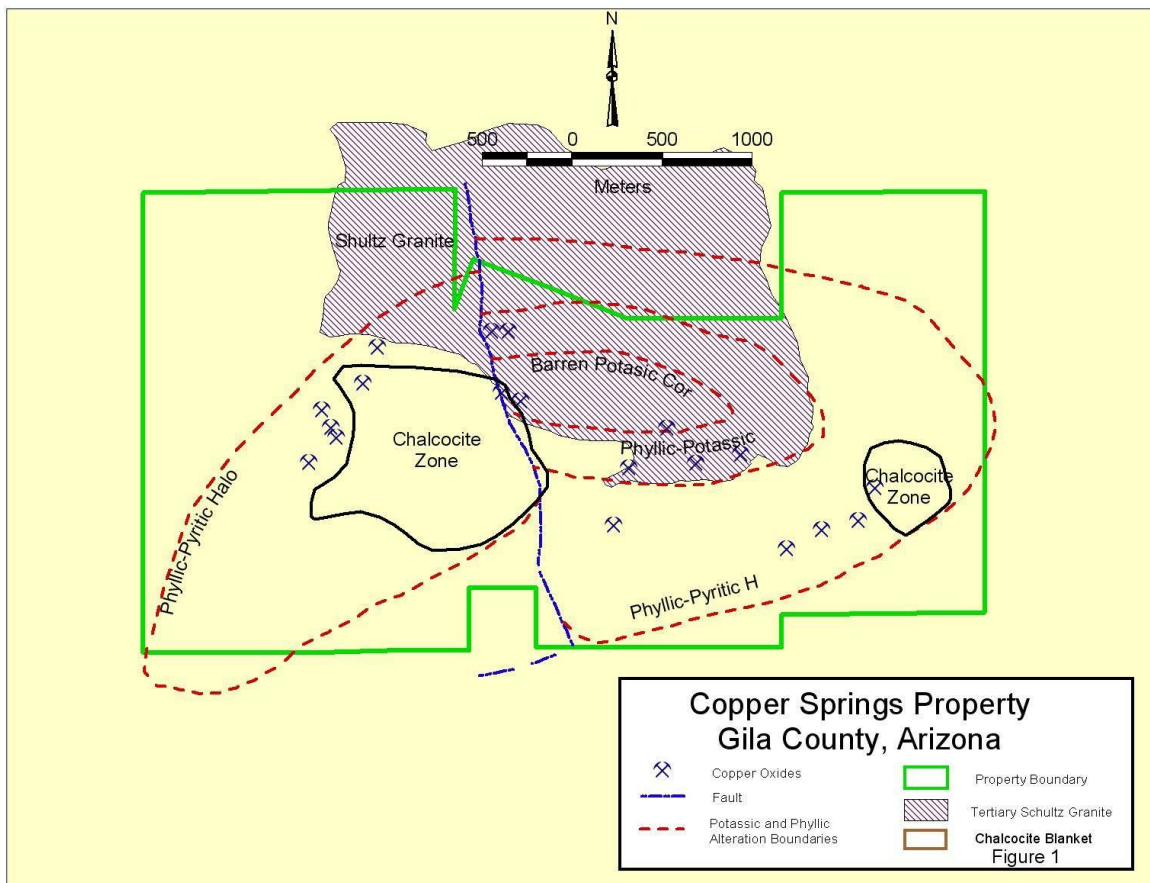 N
500 0 500 1000
Meters
Shultz Granite
Barren Potasic Cor
Phyllic-Potassic
Chalcocite
Zone
Chalcocite
Zone
Phyllic-Pyritic Halo
Phyllic-Pyritic H
Copper Springs Property
Gila County, Arizona
Copper Oxides
Fault
Potassic and Phyllic
Alteration Boundaries
Property Boundary
Tertiary Schultz Granite
Chalcocite Blanket
Figure 1